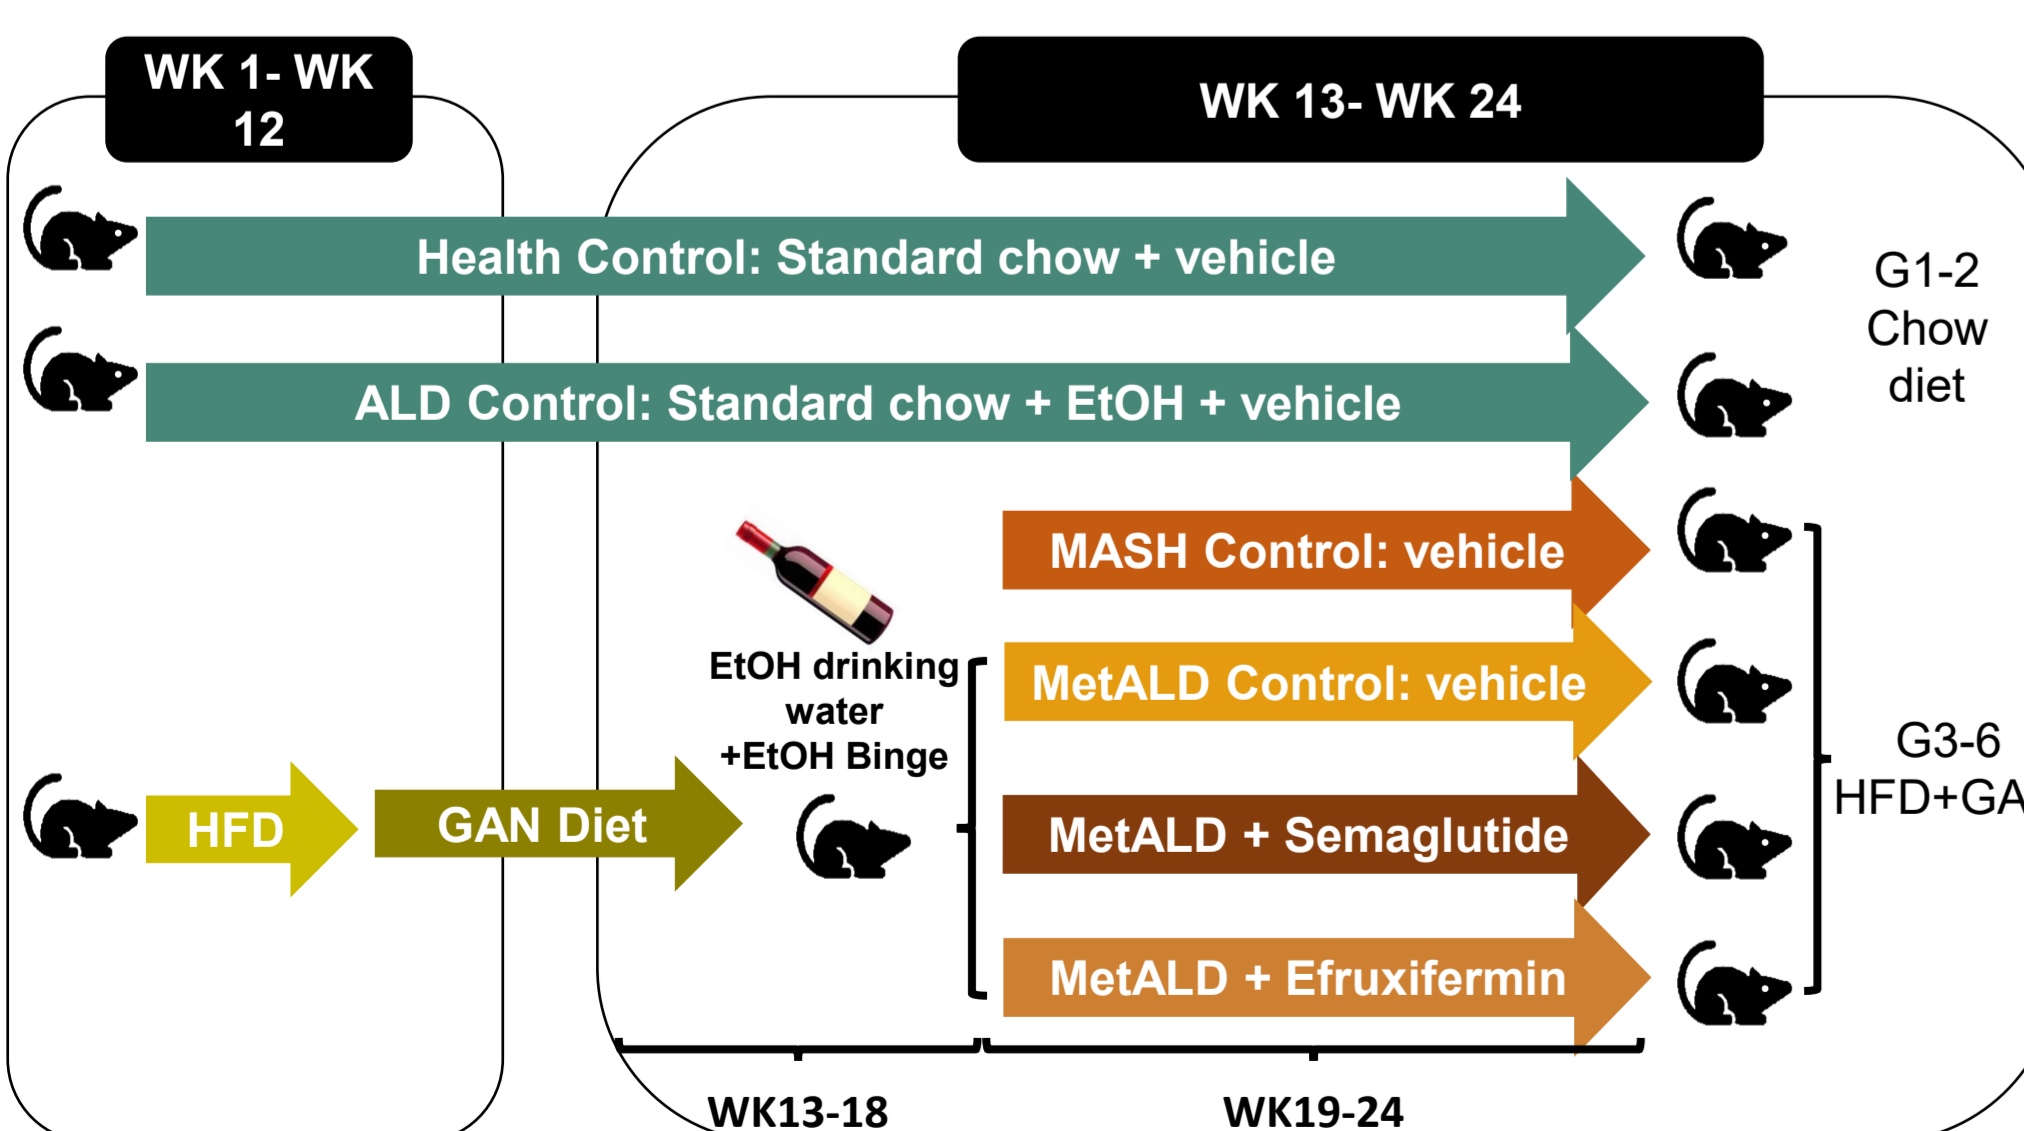 WK 1- WK
12
WK 13- WK 24
Health Control: Standard chow + vehicle
G1-2
Chow
diet
ALD Control: Standard chow + EtOH + vehicle
MASH Control: vehicle
EtOH drinking
water
+EtOH Binge
MetALD Control: vehicle
G3-6
HFD+GA
HFD
GAN Diet
MetALD + Semaglutide
MetALD + Efruxifermin
WK13-18
WK19-24